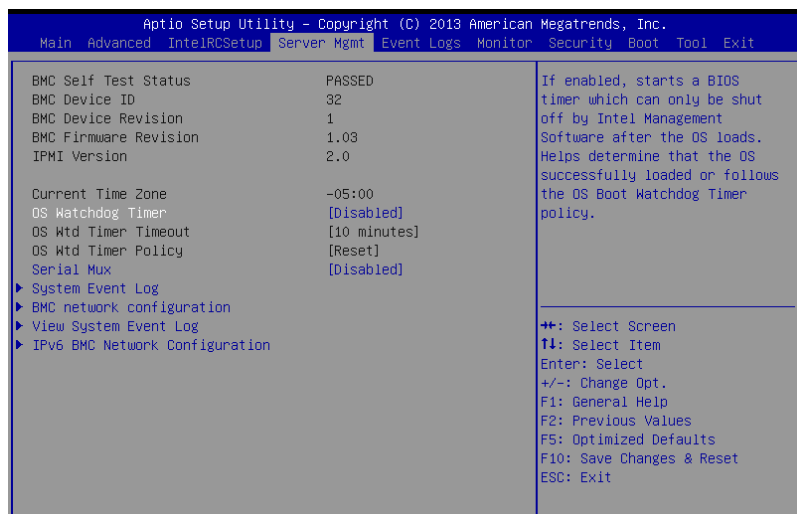 Aptio Setup Utility – Copyright (C) 2013 American Megatrends, Inc.
Main Advanced IntelRCSetup Server Mgmt Event Logs Monitor Security Boot Tool Exit
BMC Self Test Status PASSED
BMC Device ID 32
BMC Device Revision 1
BMC Firmware Revision 1.03
IPMI Version 2.0
Current Time Zone -05:00
OS Watchdog Timer [Disabled]
OS Wtd Timer Timeout [10 minutes]
OS Wtd Timer Policy [Reset]
Serial Mux [Disabled]
System Event Log
BMC network configuration
View System Event Log
IPv6 BMC Network Configuration
If enabled, starts a BIOS
timer which can only be shut
off by Intel Management
Software after the OS loads.
Helps determine that the OS
successfully loaded or follows
the OS Boot Watchdog Timer
policy.
→←: Select Screen
↑↓: Select Item
Enter: Select
+/-: Change Opt.
F1: General Help
F2: Previous Values
F5: Optimized Defaults
F10: Save Changes & Reset
ESC: Exit